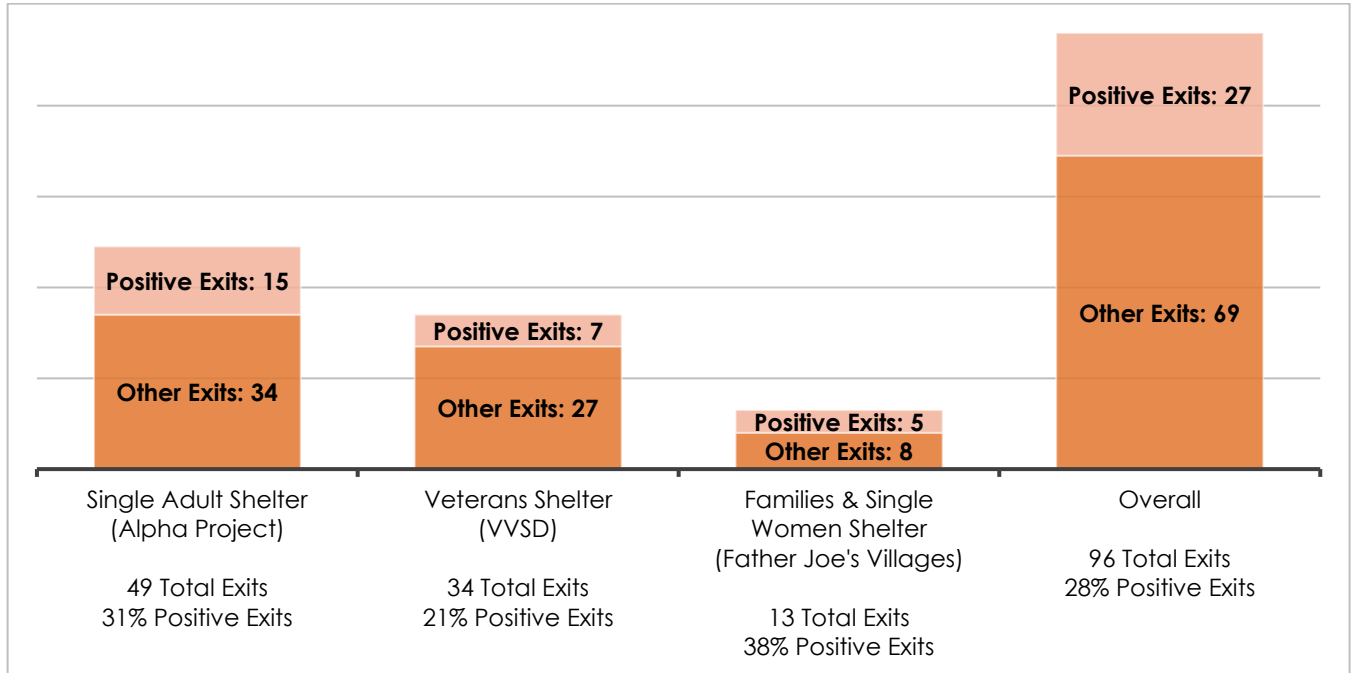 Positive Exits: 15
Other Exits: 34
Single Adult Shelter
(Alpha Project)
49 Total Exits
31% Positive Exits
Positive Exits: 7
Other Exits: 27
Veterans Shelter
(VVSD)
34 Total Exits
21% Positive Exits
Positive Exits: 5
Other Exits: 8
Families & Single
Women Shelter
(Father Joe's Villages)
13 Total Exits
38% Positive Exits
Positive Exits: 27
Other Exits: 69
Overall
96 Total Exits
28% Positive Exits